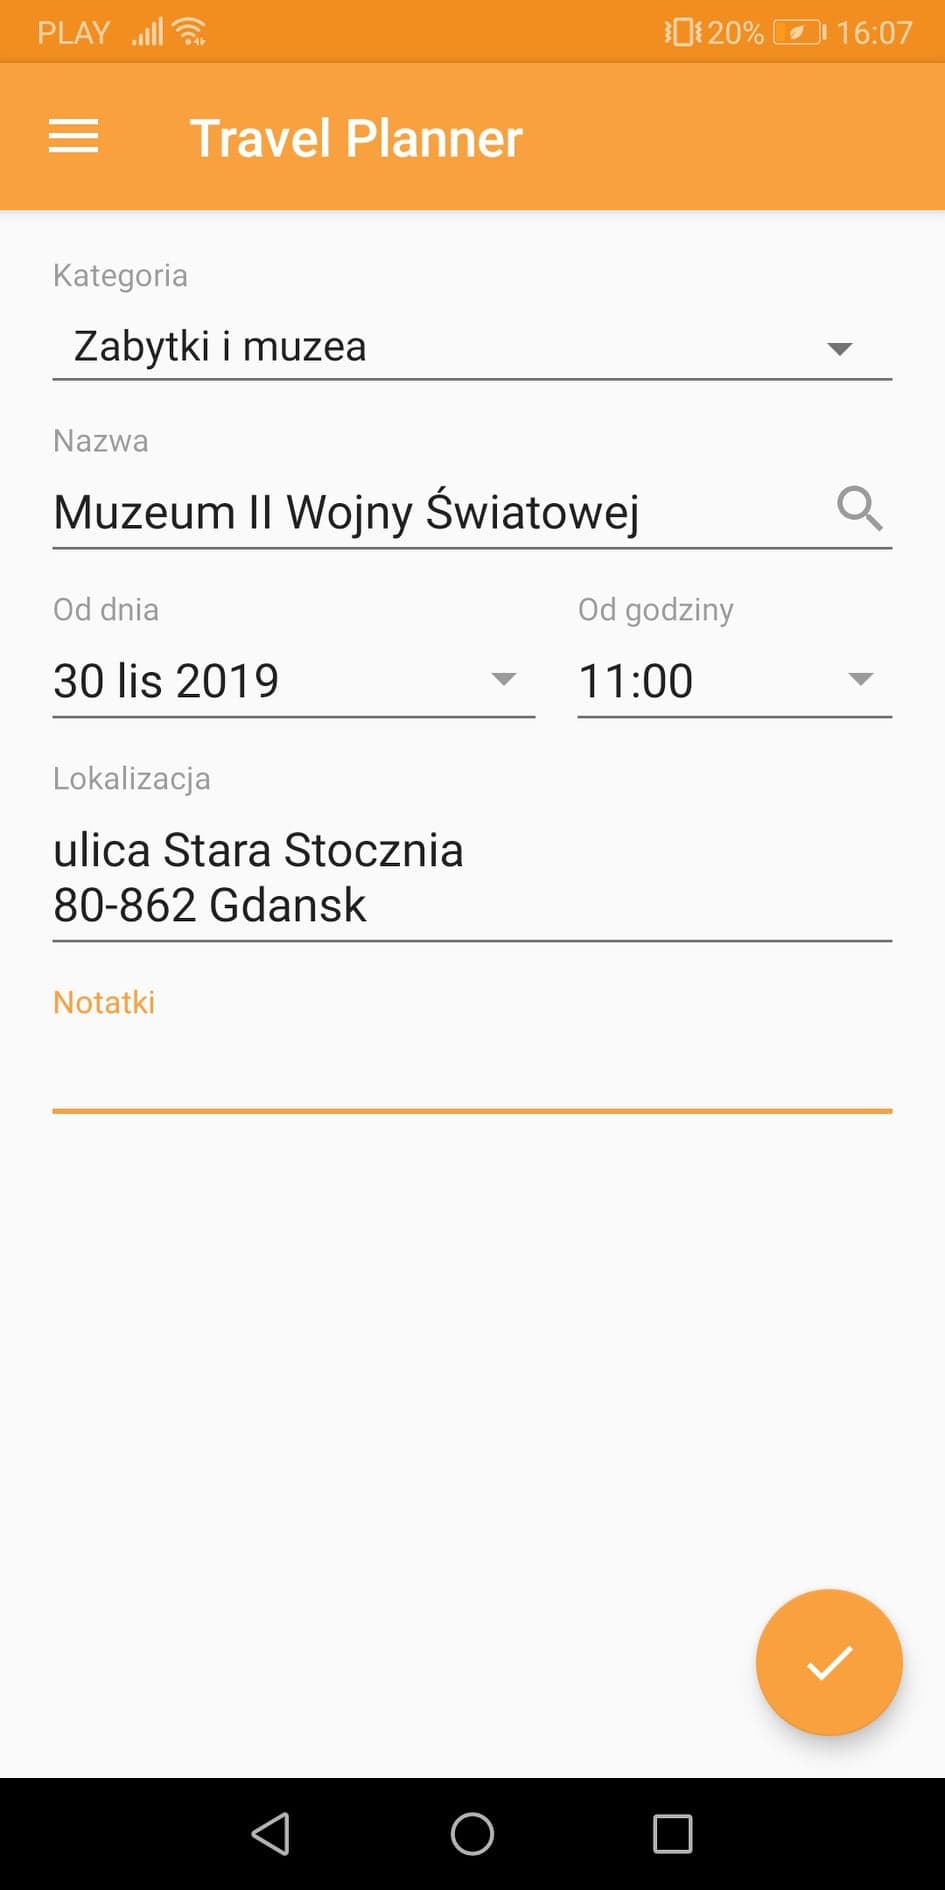 PLAY 20% 16:07
Travel Planner
Kategoria
Zabytki i muzea
Nazwa
Muzeum II Wojny Światowej
Od dnia Od godziny
30 lis 2019 11:00
Lokalizacja
ulica Stara Stocznia
80-862 Gdansk
Notatki